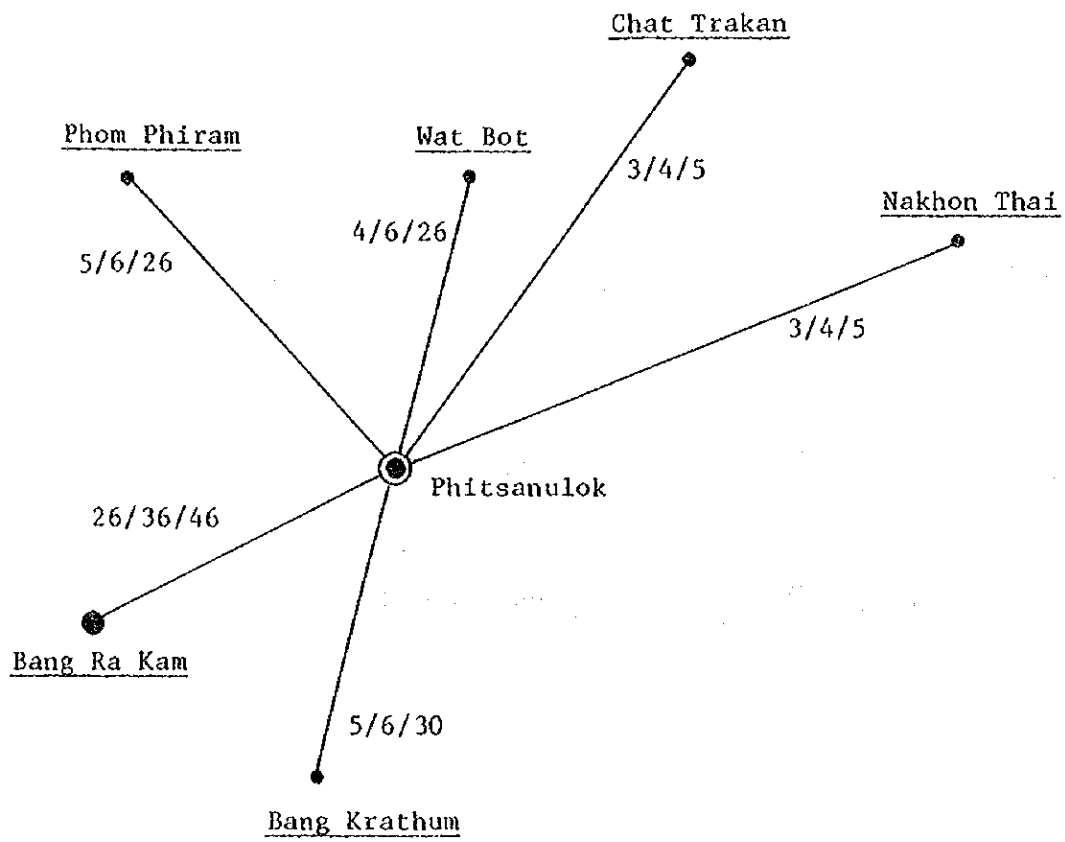 Chat Trakan
Phom Phiram
Wat Bot
3/4/5
Nakhon Thai
4/6/26
5/6/26
3/4/5
Phitsanulok
26/36/46
Bang Ra Kam
5/6/30
Bang Krathum